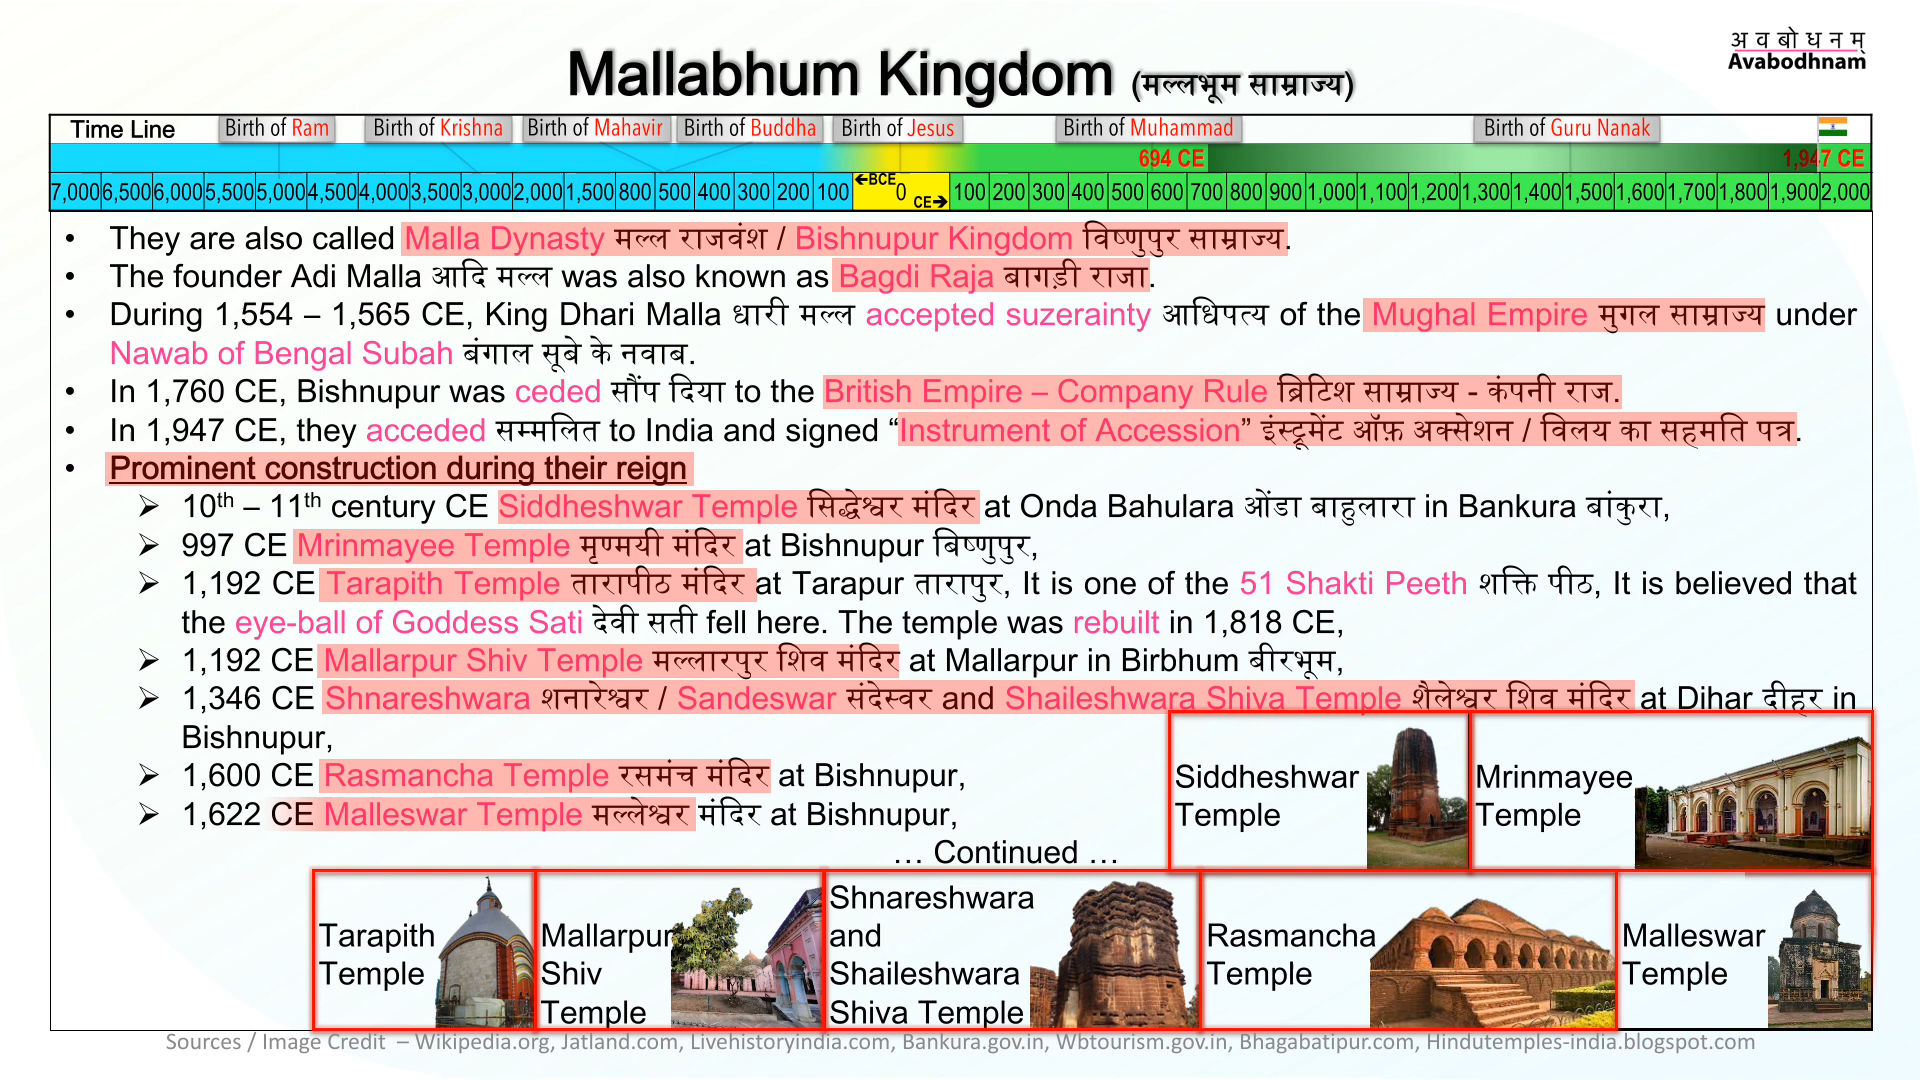 अ व बो ध न म्
Avabodhnam
Mallabhum Kingdom (मल्लभूम साम्राज्य)
Time Line Birth of Ram Birth of Krishna Birth of Mahavir Birth of Buddha Birth of Jesus Birth of Muhammad Birth of Guru Nanak
694 CE 1,947 CE
7,000 6,500 6,000 5,500 5,000 4,500 4,000 3,500 3,000 2,000 1,500 800 500 400 300 200 100 ←BCE 0 CE→ 100 200 300 400 500 600 700 800 900 1,000 1,100 1,200 1,300 1,400 1,500 1,600 1,700 1,800 1,900 2,000
• They are also called Malla Dynasty मल्ल राजवंश / Bishnupur Kingdom विष्णुपुर साम्राज्य.
• The founder Adi Malla आदि मल्ल was also known as Bagdi Raja बागड़ी राजा.
• During 1,554 – 1,565 CE, King Dhari Malla धारी मल्ल accepted suzerainty आधिपत्य of the Mughal Empire मुगल साम्राज्य under
Nawab of Bengal Subah बंगाल सूबे के नवाब.
• In 1,760 CE, Bishnupur was ceded सौंप दिया to the British Empire – Company Rule ब्रिटिश साम्राज्य - कंपनी राज.
• In 1,947 CE, they acceded सम्मलित to India and signed “Instrument of Accession” इंस्ट्रूमेंट ऑफ़ अक्सेशन / विलय का सहमति पत्र.
• Prominent construction during their reign
➢ 10th – 11th century CE Siddheshwar Temple सिद्धेश्वर मंदिर at Onda Bahulara ओंडा बाहुलारा in Bankura बांकुरा,
➢ 997 CE Mrinmayee Temple मृण्मयी मंदिर at Bishnupur बिष्णुपुर,
➢ 1,192 CE Tarapith Temple तारापीठ मंदिर at Tarapur तारापुर, It is one of the 51 Shakti Peeth शक्ति पीठ, It is believed that
the eye-ball of Goddess Sati देवी सती fell here. The temple was rebuilt in 1,818 CE,
➢ 1,192 CE Mallarpur Shiv Temple मल्लारपुर शिव मंदिर at Mallarpur in Birbhum बीरभूम,
➢ 1,346 CE Shnareshwara शनारेश्वर / Sandeswar संदेस्वर and Shaileshwara Shiva Temple शैलेश्वर शिव मंदिर at Dihar दीहर in
Bishnupur,
➢ 1,600 CE Rasmancha Temple रसमंच मंदिर at Bishnupur,
➢ 1,622 CE Malleswar Temple मल्लेश्वर मंदिर at Bishnupur,
… Continued …
Siddheshwar
Temple
Mrinmayee
Temple
Tarapith
Temple
Mallarpur
Shiv
Temple
Shnareshwara
and
Shaileshwara
Shiva Temple
Rasmancha
Temple
Malleswar
Temple
Sources / Image Credit – Wikipedia.org, Jatland.com, Livehistoryindia.com, Bankura.gov.in, Wbtourism.gov.in, Bhagabatipur.com, Hindutemples-india.blogspot.com